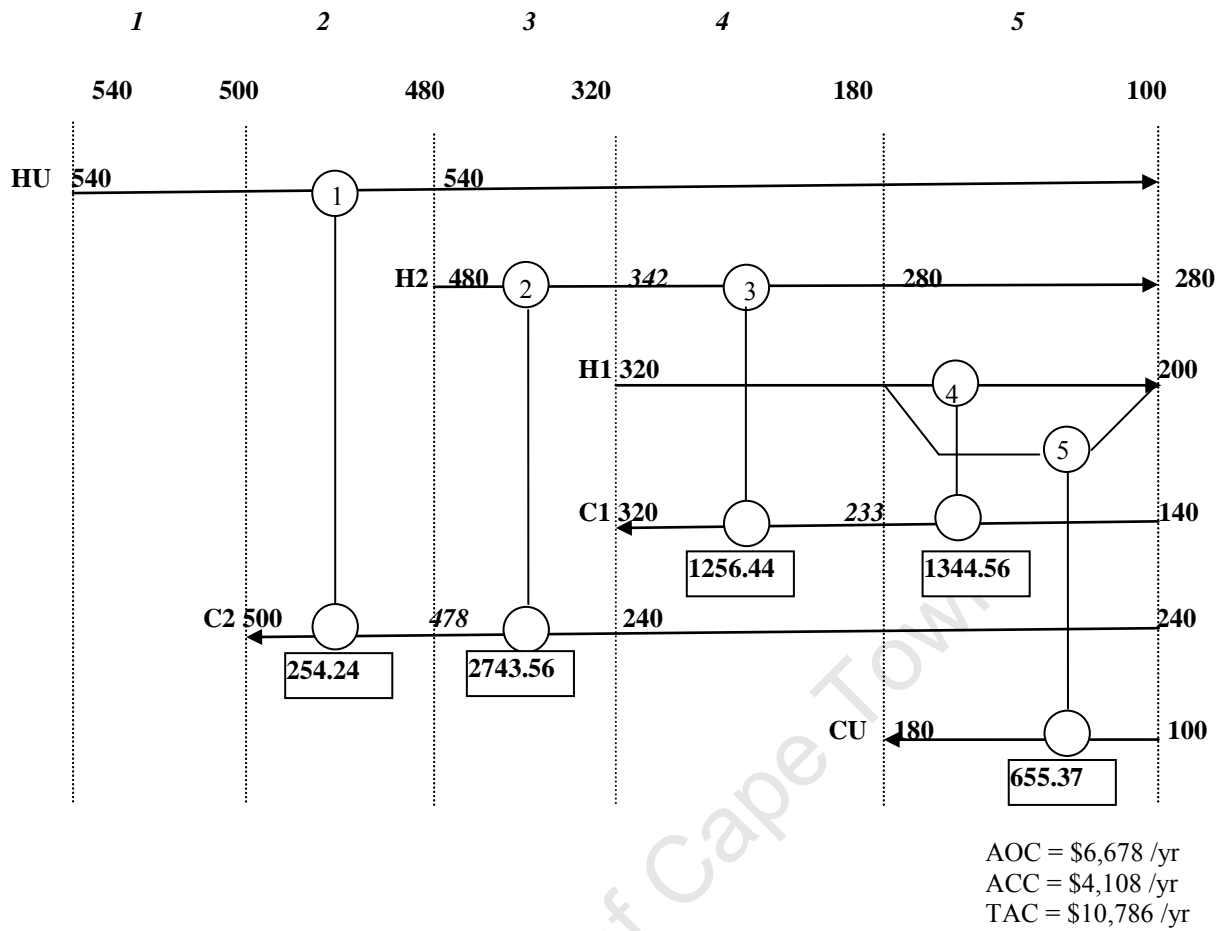 1 2 3 4 5
540 500 480 320 180 100
HU 540 1 540
H2 480 2 342 3 280 280
H1 320 4 200
5
C1 320 233 140
1256.44 1344.56
C2 500 478 240 240
254.24 2743.56
CU 180 100
655.37
of Cape Town
AOC = $6,678 /yr
ACC = $4,108 /yr
TAC = $10,786 /yr